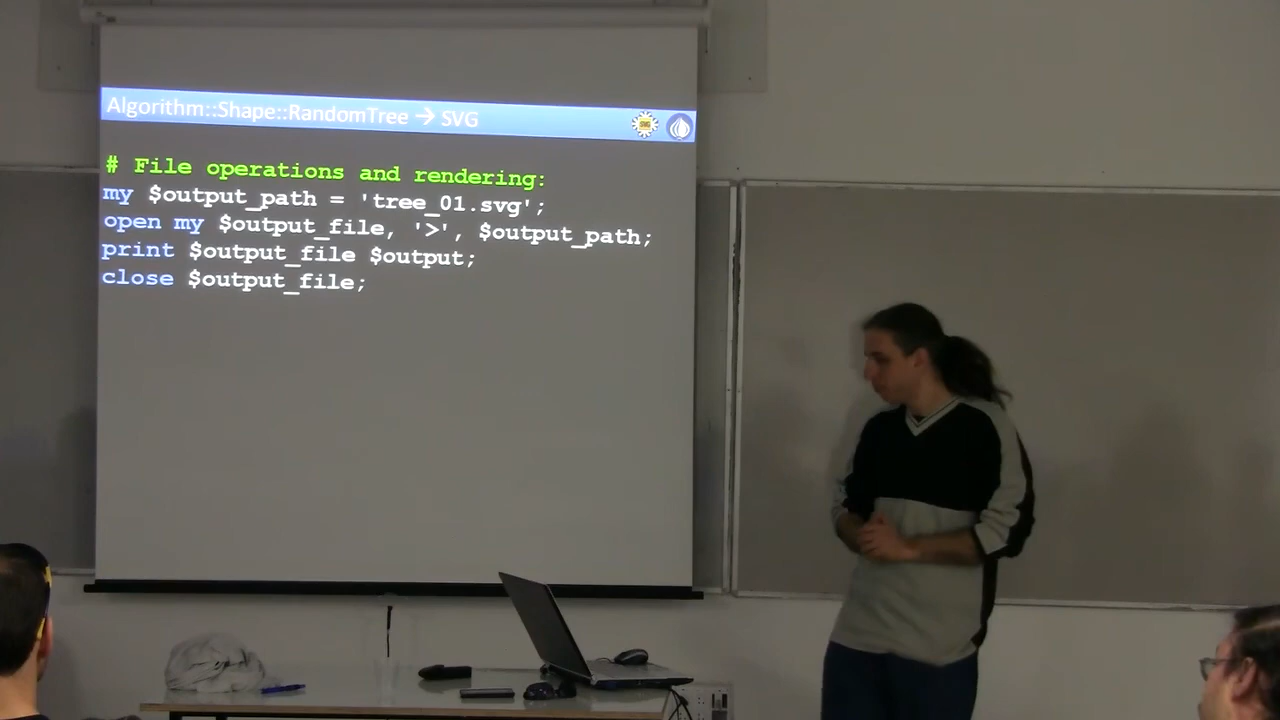 Algorithm::Shape::RandomTree → SVG
# File operations and rendering:
my $output_path = 'tree_01.svg';
open my $output_file, '>', $output_path;
print $output_file $output;
close $output_file;